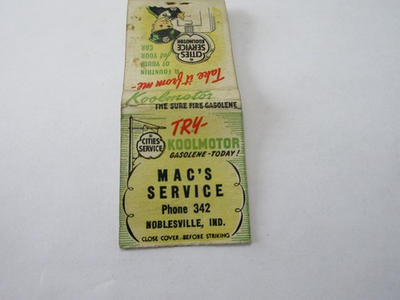 CITIES
SERVICE
KOOLMOTOR
Take it from me-
A FOUNTAIN
OF YOUTH
for YOUR
CAR
Koolmotor
THE SURE FIRE GASOLENE
TRY-
KOOLMOTOR
GASOLENE-TODAY!
CITIES
SERVICE
MAC'S
SERVICE
Phone 342
NOBLESVILLE, IND.
CLOSE COVER BEFORE STRIKING